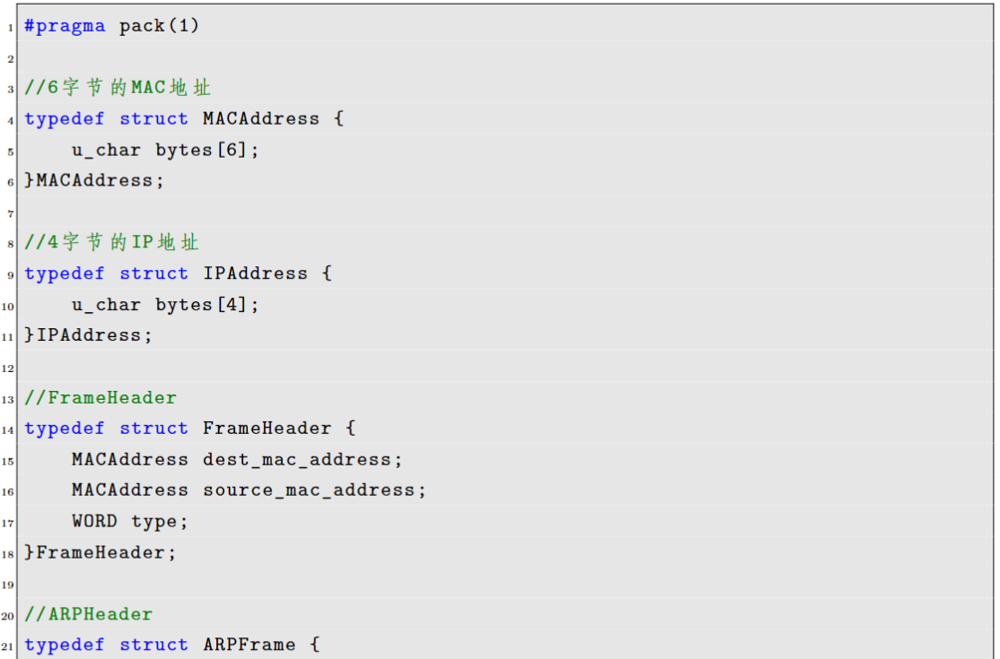 1 #pragma pack(1)
2
3 //6字节的MAC地址
4 typedef struct MACAddress {
5     u_char bytes[6];
6 }MACAddress;
7
8 //4字节的IP地址
9 typedef struct IPAddress {
10     u_char bytes[4];
11 }IPAddress;
12
13 //FrameHeader
14 typedef struct FrameHeader {
15     MACAddress dest_mac_address;
16     MACAddress source_mac_address;
17     WORD type;
18 }FrameHeader;
19
20 //ARPHeader
21 typedef struct ARPFrame {